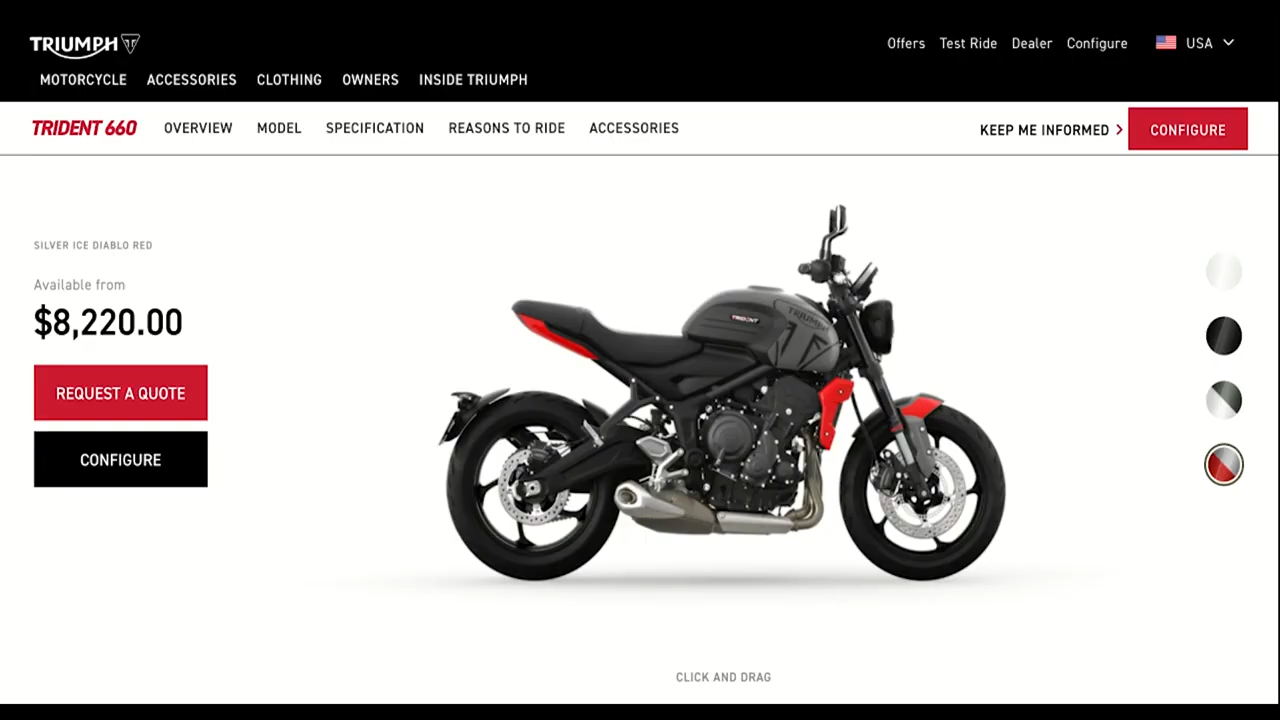 TRIUMPH
Offers Test Ride Dealer Configure USA
MOTORCYCLE ACCESSORIES CLOTHING OWNERS INSIDE TRIUMPH
TRIDENT 660 OVERVIEW MODEL SPECIFICATION REASONS TO RIDE ACCESSORIES KEEP ME INFORMED CONFIGURE
SILVER ICE DIABLO RED
Available from
$8,220.00
REQUEST A QUOTE
CONFIGURE
TRIDENT
TRIUMPH
CLICK AND DRAG